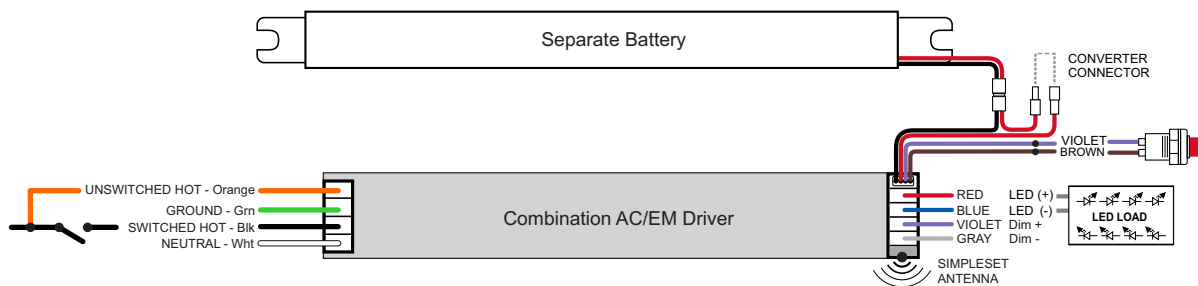 Separate Battery
CONVERTER
CONNECTOR
VIOLET
BROWN
UNSWITCHED HOT - Orange
GROUND - Grn
SWITCHED HOT - Blk
NEUTRAL - Wht
Combination AC/EM Driver
RED LED (+)
BLUE LED (-)
VIOLET Dim +
GRAY Dim -
LED LOAD
SIMPLESET
ANTENNA